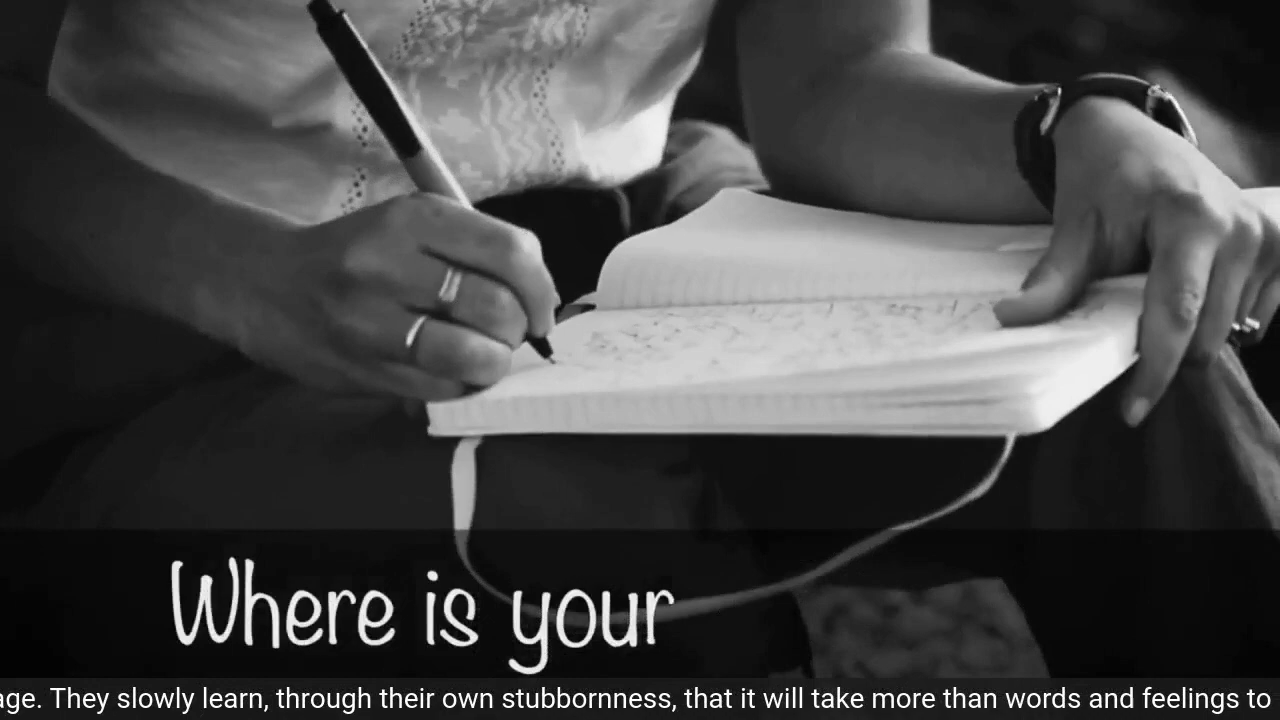 Where is your
age. They slowly learn, through their own stubbornness, that it will take more than words and feelings to